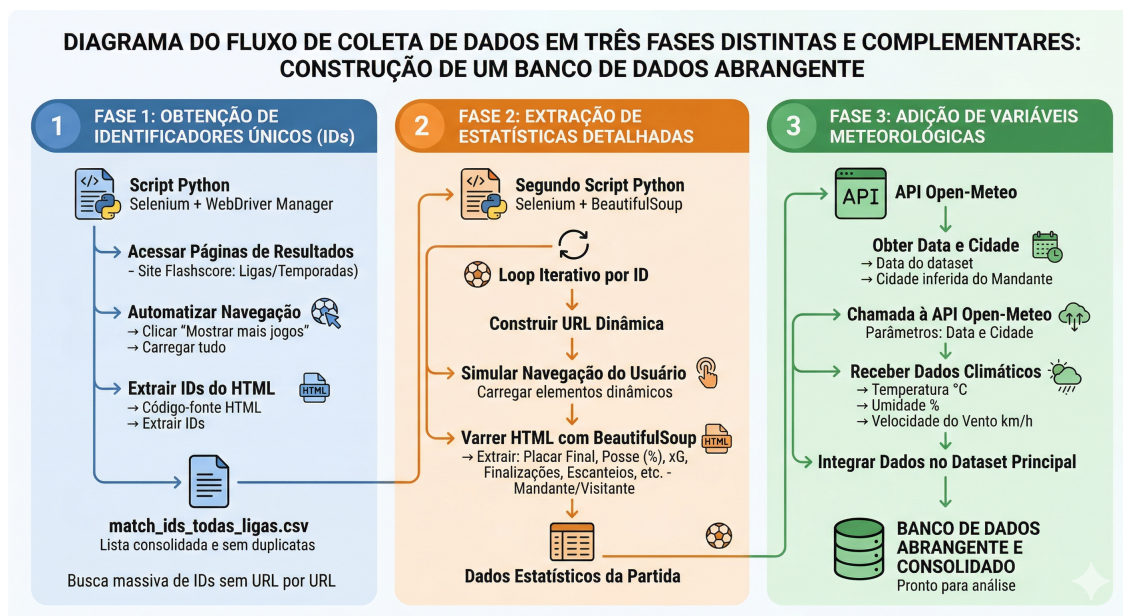 DIAGRAMA DO FLUXO DE COLETA DE DADOS EM TRÊS FASES DISTINTAS E COMPLEMENTARES:
CONSTRUÇÃO DE UM BANCO DE DADOS ABRANGENTE
1
FASE 1: OBTENÇÃO DE
IDENTIFICADORES ÚNICOS (IDs)
</>
Script Python
Selenium + WebDriver Manager
Acessar Páginas de Resultados
– Site Flashscore: Ligas/Temporadas)
Automatizar Navegação
→ Clicar “Mostrar mais jogos”
→ Carregar tudo
Extrair IDs do HTML
HTML
→ Código-fonte HTML
→ Extrair IDs
match_ids_todas_ligas.csv
Lista consolidada e sem duplicatas
Busca massiva de IDs sem URL por URL
2
FASE 2: EXTRAÇÃO DE
ESTATÍSTICAS DETALHADAS
</>
Segundo Script Python
Selenium + BeautifulSoup
Loop Iterativo por ID
Construir URL Dinâmica
Simular Navegação do Usuário
Carregar elementos dinâmicos
Varrer HTML com BeautifulSoup
HTML
→ Extrair: Placar Final, Posse (%), xG,
Finalizações, Escanteios, etc. -
Mandante/Visitante
Dados Estatísticos da Partida
3
FASE 3: ADIÇÃO DE VARIÁVEIS
METEOROLÓGICAS
API
API Open-Meteo
Obter Data e Cidade
→ Data do dataset
→ Cidade inferida do Mandante
Chamada à API Open-Meteo
Parâmetros: Data e Cidade
Receber Dados Climáticos
→ Temperatura °C
→ Umidade %
→ Velocidade do Vento km/h
Integrar Dados no Dataset Principal
BANCO DE DADOS
ABRANGENTE E
CONSOLIDADO
Pronto para análise